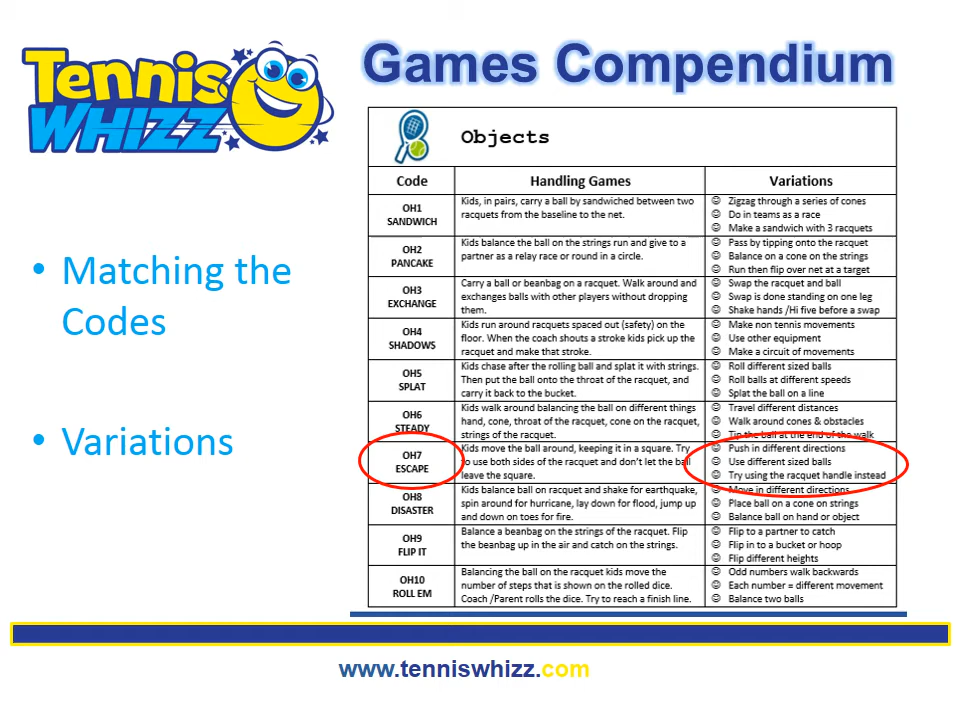 Tennis
WHIZZ
Games Compendium
• Matching the
Codes
• Variations
Objects
Code Handling Games Variations
OH1
SANDWICH
Kids, in pairs, carry a ball by sandwiched between two
racquets from the baseline to the net.
Zigzag through a series of cones
Do in teams as a race
Make a sandwich with 3 racquets
OH2
PANCAKE
Kids balance the ball on the strings run and give to a
partner as a relay race or round in a circle.
Pass by tipping onto the racquet
Balance on a cone on the strings
Run then flip over net at a target
OH3
EXCHANGE
Carry a ball or beanbag on a racquet. Walk around and
exchanges balls with other players without dropping
them.
Swap the racquet and ball
Swap is done standing on one leg
Shake hands /Hi five before a swap
OH4
SHADOWS
Kids run around racquets spaced out (safety) on the
floor. When the coach shouts a stroke kids pick up the
racquet and make that stroke.
Make non tennis movements
Use other equipment
Make a circuit of movements
OH5
SPLAT
Kids chase after the rolling ball and splat it with strings.
Then put the ball onto the throat of the racquet, and
carry it back to the bucket.
Roll different sized balls
Roll balls at different speeds
Splat the ball on a line
OH6
STEADY
Kids walk around balancing the ball on different things
hand, cone, throat of the racquet, cone on the racquet,
strings of the racquet.
Travel different distances
Walk around cones & obstacles
Tip the ball at the end of the walk
OH7
ESCAPE
Kids move the ball around, keeping it in a square. Try
to use both sides of the racquet and don't let the ball
leave the square.
Push in different directions
Use different sized balls
Try using the racquet handle instead
OH8
DISASTER
Kids balance ball on racquet and shake for earthquake,
spin around for hurricane, lay down for flood, jump up
and down on toes for fire.
Move in different directions
Place ball on a cone on strings
Balance ball on hand or object
OH9
FLIP IT
Balance a beanbag on the strings of the racquet. Flip
the beanbag up in the air and catch on the strings.
Flip to a partner to catch
Flip in to a bucket or hoop
Flip different heights
OH10
ROLL EM
Balancing the ball on the racquet kids move the
number of steps that is shown on the rolled dice.
Coach /Parent rolls the dice. Try to reach a finish line.
Odd numbers walk backwards
Each number = different movement
Balance two balls
www.tenniswhizz.com